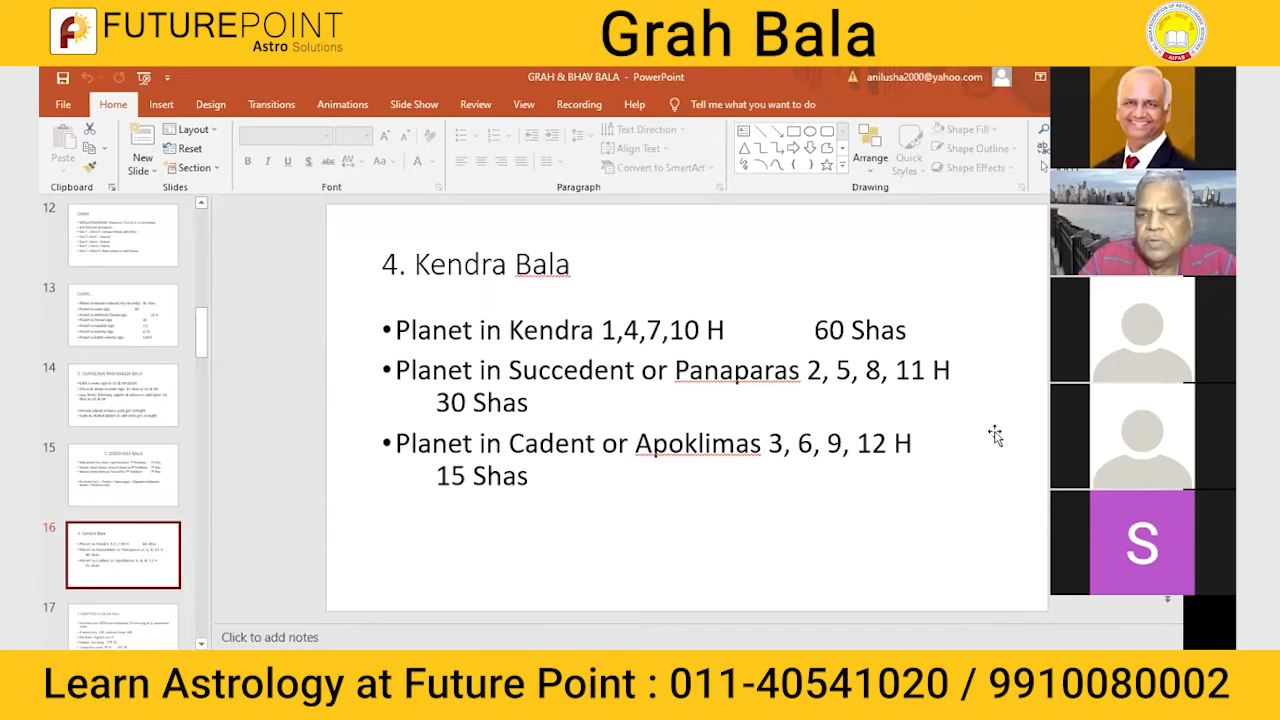 FUTUREPOINT
Astro Solutions
Grah Bala
GRAH & BHAV BALA - PowerPoint
anilusha2000@yahoo.com
File Home Insert Design Transitions Animations Slide Show Review View Recording Help Tell me what you want to do
Paste
New
Slide
Layout
Reset
Section
Text Direction
Align Text
Convert to SmartArt
Arrange
Quick
Styles
Shape Fill
Shape Outline
Shape Effects
Clipboard Slides Font Paragraph Drawing
12
13
14
15
16
17
4. Kendra Bala
•Planet in Kendra 1,4,7,10 H 60 Shas
•Planet in Succedent or Panaparas 2, 5, 8, 11 H
30 Shas
•Planet in Cadent or Apoklimas 3, 6, 9, 12 H
15 Shas
S
Click to add notes
Learn Astrology at Future Point : 011-40541020 / 9910080002